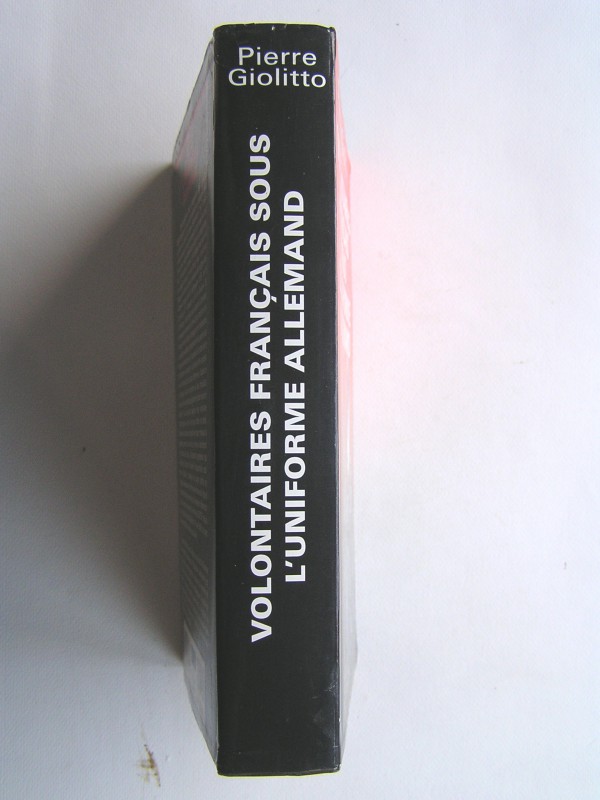 Pierre
Giolitto
VOLONTAIRES FRANÇAIS SOUS
L'UNIFORME ALLEMAND